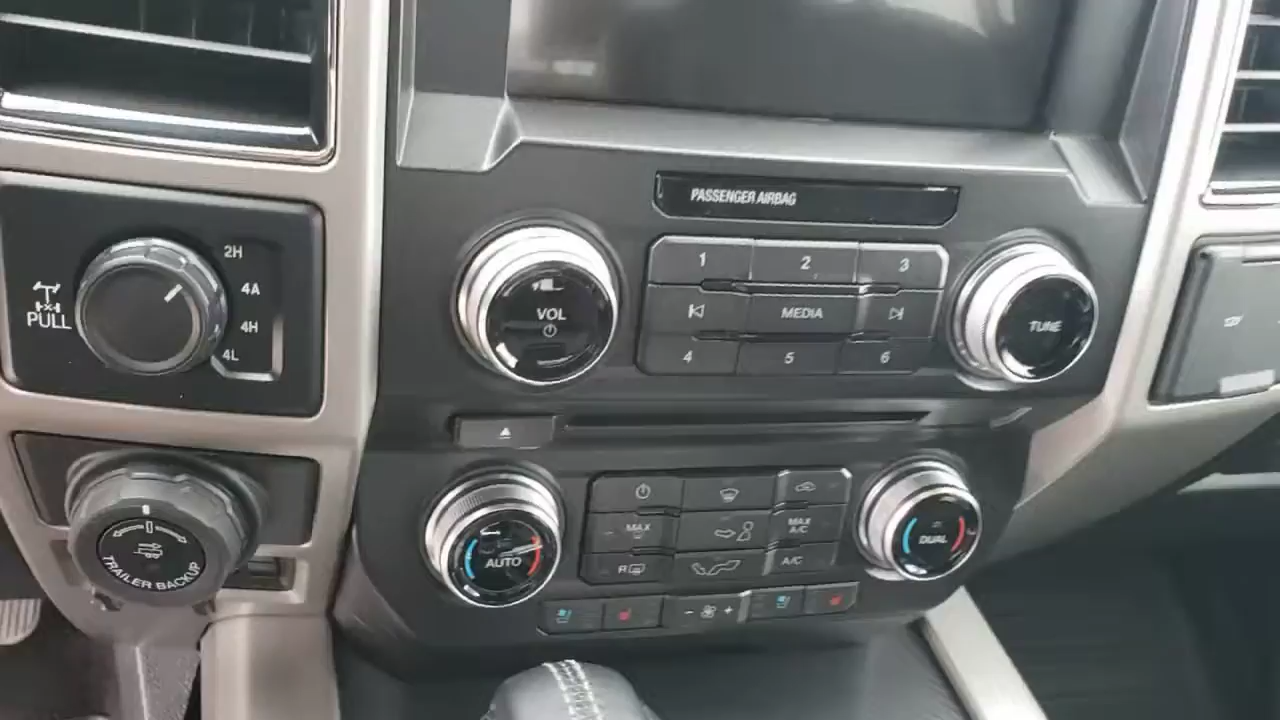 PASSENGER AIRBAG
2H
4A
4H
4L
PULL
VOL
1 2 3
MEDIA
4 5 6
TUNE
AUTO
MAX
R
MAX A/C
A/C
DUAL
- +
TRAILER BACKUP